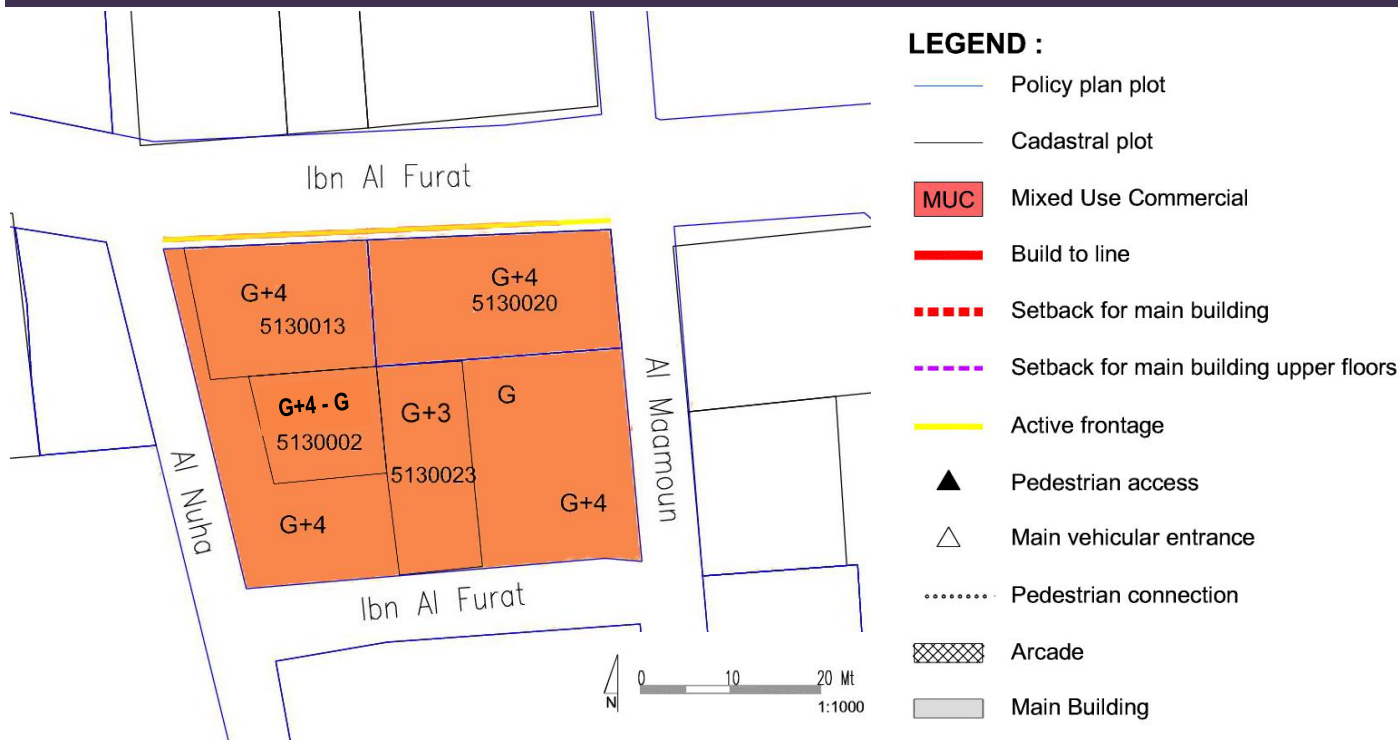 Ibn Al Furat
G+4
5130013
G+4
5130020
G+4 - G
5130002
G+3
5130023
G
G+4
G+4
Al Nuha
Al Maamoun
Ibn Al Furat
N
0 10 20 Mt
1:1000
LEGEND :
Policy plan plot
Cadastral plot
MUC Mixed Use Commercial
Build to line
Setback for main building
Setback for main building upper floors
Active frontage
Pedestrian access
Main vehicular entrance
Pedestrian connection
Arcade
Main Building